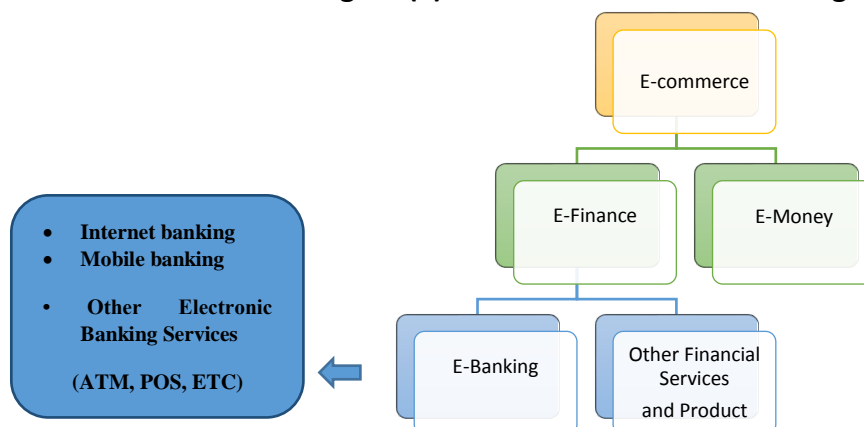 E-commerce
E-Finance
E-Money
• Internet banking
• Mobile banking
• Other Electronic
Banking Services
(ATM, POS, ETC)
E-Banking
Other Financial
Services
and Product